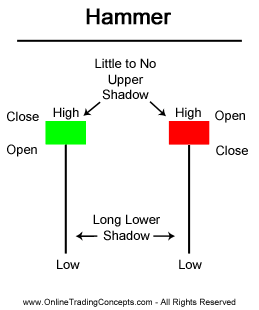 Hammer
Little to No
Upper
Shadow
Close
High
High
Open
Open
Close
Long Lower
Shadow
Low
Low
www.OnlineTradingConcepts.com - All Rights Reserved